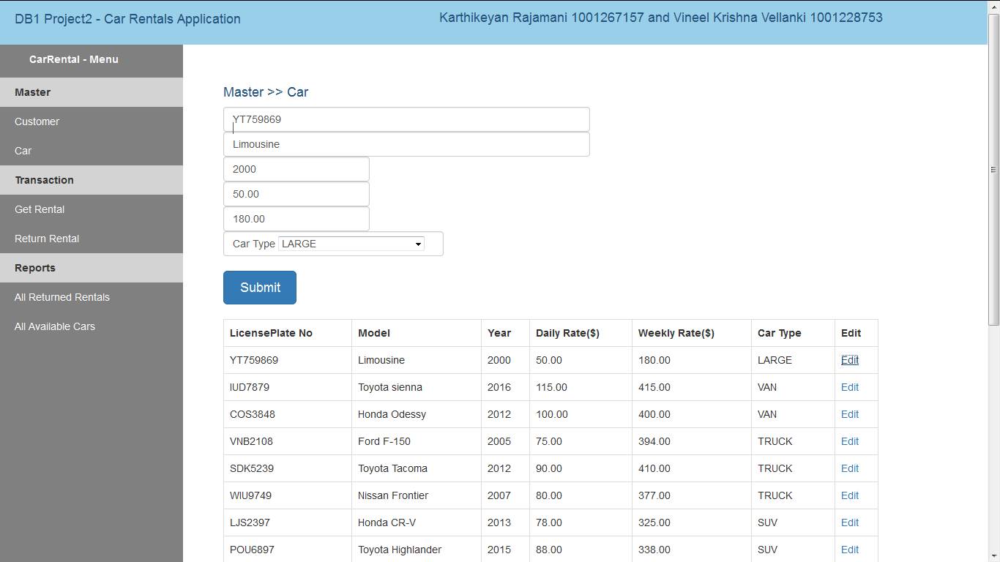 DB1 Project2 - Car Rentals Application
Karthikeyan Rajamani 1001267157 and Vineel Krishna Vellanki 1001228753
CarRental - Menu
Master
Customer
Car
Transaction
Get Rental
Return Rental
Reports
All Returned Rentals
All Available Cars
Master >> Car
YT759869
Limousine
2000
50.00
180.00
Car Type LARGE
Submit
LicensePlate No Model Year Daily Rate($) Weekly Rate($) Car Type Edit
YT759869 Limousine 2000 50.00 180.00 LARGE Edit
IUD7879 Toyota sienna 2016 115.00 415.00 VAN Edit
COS3848 Honda Odessy 2012 100.00 400.00 VAN Edit
VNB2108 Ford F-150 2005 75.00 394.00 TRUCK Edit
SDK5239 Toyota Tacoma 2012 90.00 410.00 TRUCK Edit
WIU9749 Nissan Frontier 2007 80.00 377.00 TRUCK Edit
LJS2397 Honda CR-V 2013 78.00 325.00 SUV Edit
POU6897 Toyota Highlander 2015 88.00 338.00 SUV Edit